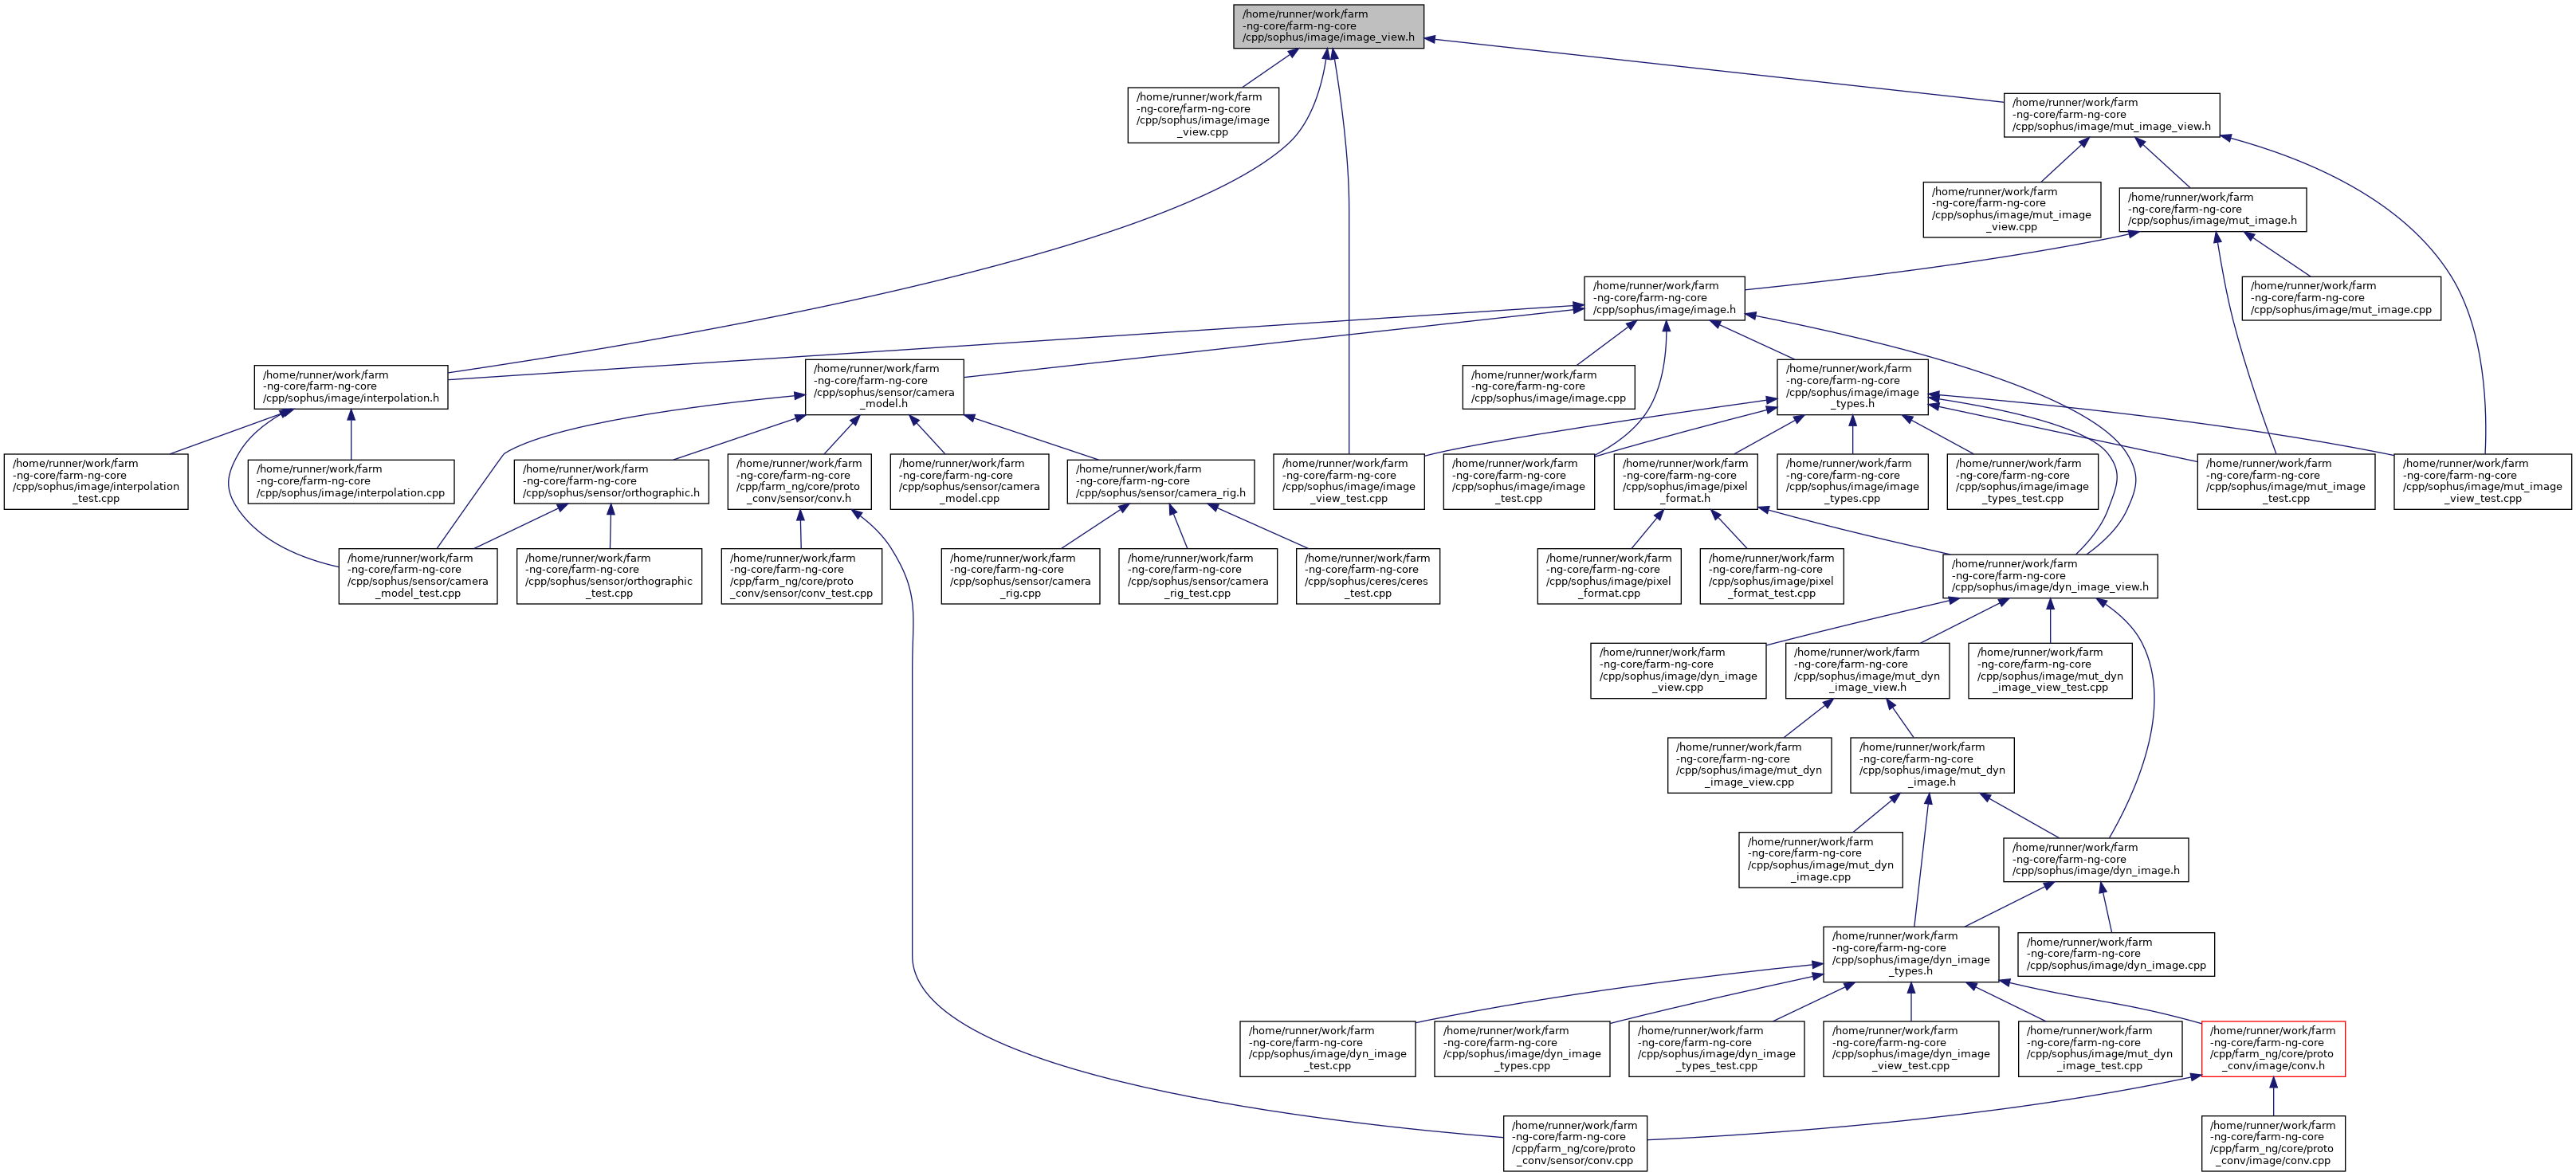 /home/runner/work/farm
-ng-core/farm-ng-core
/cpp/sophus/image/image_view.h
/home/runner/work/farm
-ng-core/farm-ng-core
/cpp/sophus/image/image
_view.cpp
/home/runner/work/farm
-ng-core/farm-ng-core
/cpp/sophus/image/mut_image_view.h
/home/runner/work/farm
-ng-core/farm-ng-core
/cpp/sophus/image/mut_image
_view.cpp
/home/runner/work/farm
-ng-core/farm-ng-core
/cpp/sophus/image/mut_image.h
/home/runner/work/farm
-ng-core/farm-ng-core
/cpp/sophus/image/image.h
/home/runner/work/farm
-ng-core/farm-ng-core
/cpp/sophus/image/mut_image.cpp
/home/runner/work/farm
-ng-core/farm-ng-core
/cpp/sophus/image/interpolation.h
/home/runner/work/farm
-ng-core/farm-ng-core
/cpp/sophus/sensor/camera
_model.h
/home/runner/work/farm
-ng-core/farm-ng-core
/cpp/sophus/image/image.cpp
/home/runner/work/farm
-ng-core/farm-ng-core
/cpp/sophus/image/image
_types.h
/home/runner/work/farm
-ng-core/farm-ng-core
/cpp/sophus/image/interpolation
_test.cpp
/home/runner/work/farm
-ng-core/farm-ng-core
/cpp/sophus/image/interpolation.cpp
/home/runner/work/farm
-ng-core/farm-ng-core
/cpp/sophus/sensor/orthographic.h
/home/runner/work/farm
-ng-core/farm-ng-core
/cpp/farm_ng/core/proto
_conv/sensor/conv.h
/home/runner/work/farm
-ng-core/farm-ng-core
/cpp/sophus/sensor/camera
_model.cpp
/home/runner/work/farm
-ng-core/farm-ng-core
/cpp/sophus/sensor/camera_rig.h
/home/runner/work/farm
-ng-core/farm-ng-core
/cpp/sophus/image/image
_view_test.cpp
/home/runner/work/farm
-ng-core/farm-ng-core
/cpp/sophus/image/image
_test.cpp
/home/runner/work/farm
-ng-core/farm-ng-core
/cpp/sophus/image/pixel
_format.h
/home/runner/work/farm
-ng-core/farm-ng-core
/cpp/sophus/image/image
_types.cpp
/home/runner/work/farm
-ng-core/farm-ng-core
/cpp/sophus/image/image
_types_test.cpp
/home/runner/work/farm
-ng-core/farm-ng-core
/cpp/sophus/image/mut_image
_test.cpp
/home/runner/work/farm
-ng-core/farm-ng-core
/cpp/sophus/image/mut_image
_view_test.cpp
/home/runner/work/farm
-ng-core/farm-ng-core
/cpp/sophus/sensor/camera
_model_test.cpp
/home/runner/work/farm
-ng-core/farm-ng-core
/cpp/sophus/sensor/orthographic
_test.cpp
/home/runner/work/farm
-ng-core/farm-ng-core
/cpp/farm_ng/core/proto
_conv/sensor/conv_test.cpp
/home/runner/work/farm
-ng-core/farm-ng-core
/cpp/sophus/sensor/camera
_rig.cpp
/home/runner/work/farm
-ng-core/farm-ng-core
/cpp/sophus/sensor/camera
_rig_test.cpp
/home/runner/work/farm
-ng-core/farm-ng-core
/cpp/sophus/ceres/ceres
_test.cpp
/home/runner/work/farm
-ng-core/farm-ng-core
/cpp/sophus/image/pixel
_format.cpp
/home/runner/work/farm
-ng-core/farm-ng-core
/cpp/sophus/image/pixel
_format_test.cpp
/home/runner/work/farm
-ng-core/farm-ng-core
/cpp/sophus/image/dyn_image_view.h
/home/runner/work/farm
-ng-core/farm-ng-core
/cpp/sophus/image/dyn_image
_view.cpp
/home/runner/work/farm
-ng-core/farm-ng-core
/cpp/sophus/image/mut_dyn
_image_view.h
/home/runner/work/farm
-ng-core/farm-ng-core
/cpp/sophus/image/mut_dyn
_image_view_test.cpp
/home/runner/work/farm
-ng-core/farm-ng-core
/cpp/sophus/image/mut_dyn
_image_view.cpp
/home/runner/work/farm
-ng-core/farm-ng-core
/cpp/sophus/image/mut_dyn
_image.h
/home/runner/work/farm
-ng-core/farm-ng-core
/cpp/sophus/image/mut_dyn
_image.cpp
/home/runner/work/farm
-ng-core/farm-ng-core
/cpp/sophus/image/dyn_image.h
/home/runner/work/farm
-ng-core/farm-ng-core
/cpp/sophus/image/dyn_image
_types.h
/home/runner/work/farm
-ng-core/farm-ng-core
/cpp/sophus/image/dyn_image.cpp
/home/runner/work/farm
-ng-core/farm-ng-core
/cpp/sophus/image/dyn_image
_test.cpp
/home/runner/work/farm
-ng-core/farm-ng-core
/cpp/sophus/image/dyn_image
_types.cpp
/home/runner/work/farm
-ng-core/farm-ng-core
/cpp/sophus/image/dyn_image
_types_test.cpp
/home/runner/work/farm
-ng-core/farm-ng-core
/cpp/sophus/image/dyn_image
_view_test.cpp
/home/runner/work/farm
-ng-core/farm-ng-core
/cpp/sophus/image/mut_dyn
_image_test.cpp
/home/runner/work/farm
-ng-core/farm-ng-core
/cpp/farm_ng/core/proto
_conv/image/conv.h
/home/runner/work/farm
-ng-core/farm-ng-core
/cpp/farm_ng/core/proto
_conv/sensor/conv.cpp
/home/runner/work/farm
-ng-core/farm-ng-core
/cpp/farm_ng/core/proto
_conv/image/conv.cpp